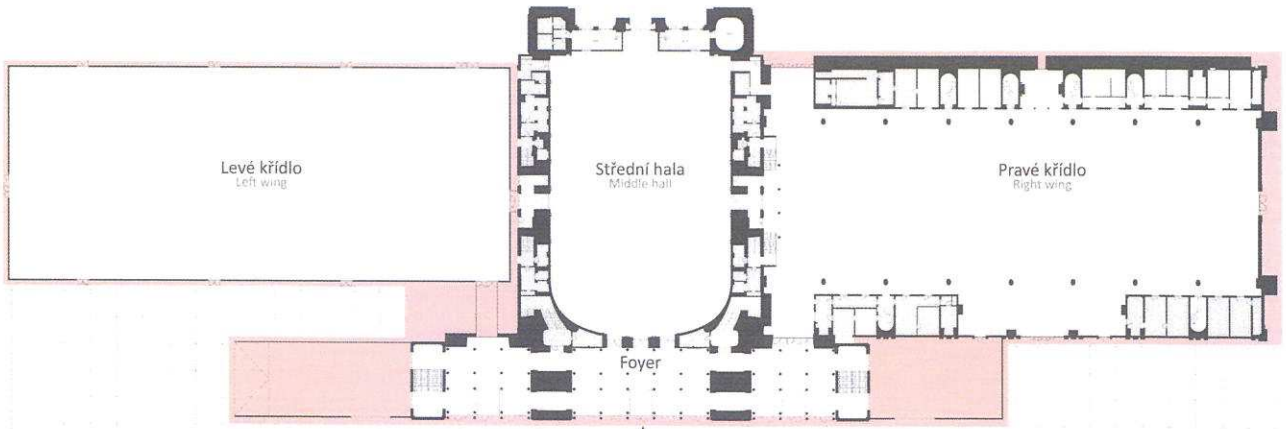 Levé křídlo
Left wing
Střední hala
Middle hall
Pravé křídlo
Right wing
Foyer